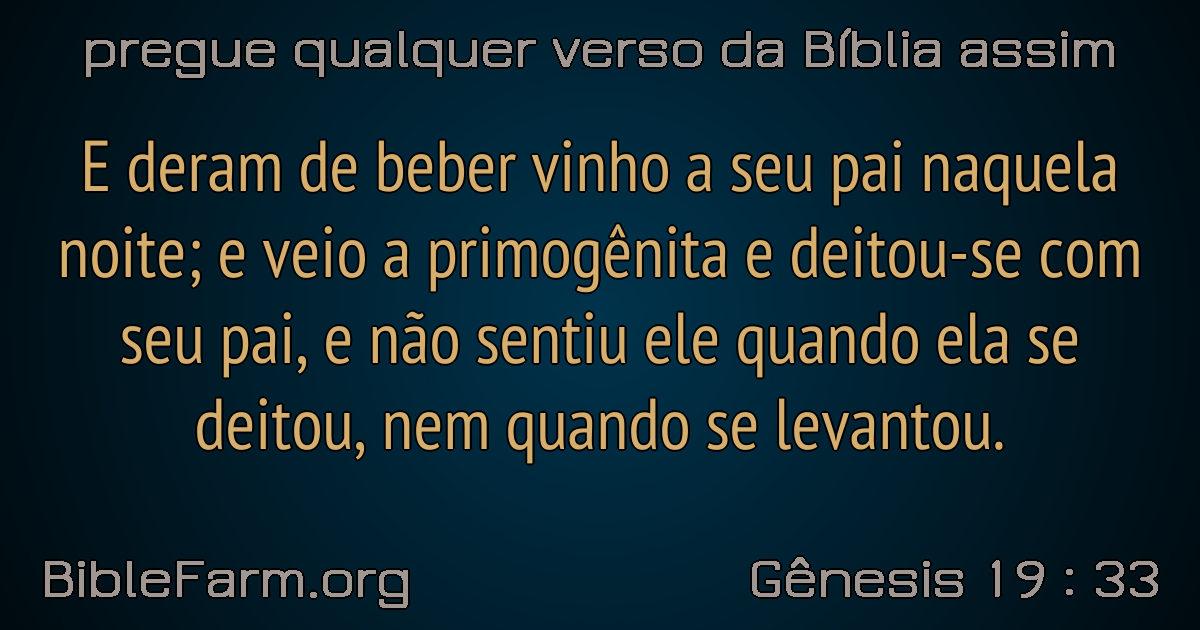 pregue qualquer verso da Bíblia assim
E deram de beber vinho a seu pai naquela
noite; e veio a primogênita e deitou-se com
seu pai, e não sentiu ele quando ela se
deitou, nem quando se levantou.
BibleFarm.org
Gênesis 19 : 33